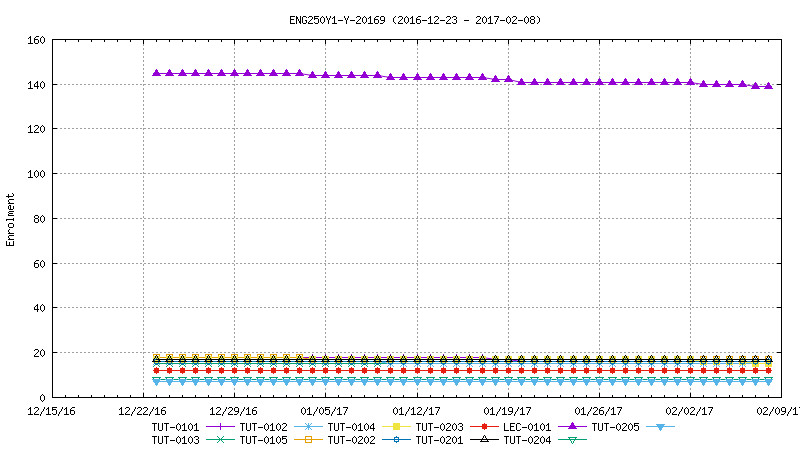 ENG250Y1-Y-20169 (2016-12-23 - 2017-02-08)
160
140
120
100
80
60
40
20
0
Enrolment
12/15/16 12/22/16 12/29/16 01/05/17 01/12/17 01/19/17 01/26/17 02/02/17 02/09/17
TUT-0101 TUT-0102 TUT-0104 TUT-0203 LEC-0101 TUT-0205
TUT-0103 TUT-0105 TUT-0202 TUT-0201 TUT-0204